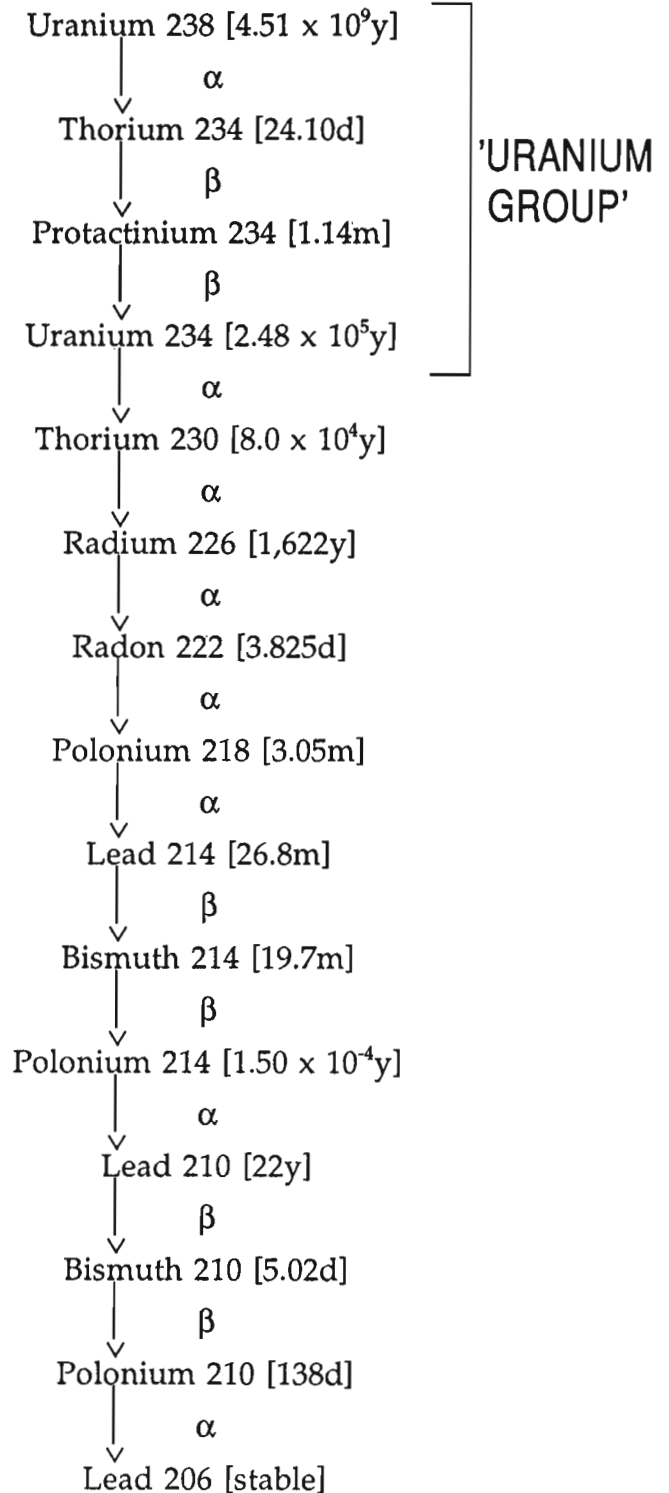 Uranium 238 [4.51 x 10⁹y]
α
Thorium 234 [24.10d]
β
'URANIUM
GROUP'
Protactinium 234 [1.14m]
β
Uranium 234 [2.48 x 10⁵y]
α
Thorium 230 [8.0 x 10⁴y]
α
Radium 226 [1,622y]
α
Radon 222 [3.825d]
α
Polonium 218 [3.05m]
α
Lead 214 [26.8m]
β
Bismuth 214 [19.7m]
β
Polonium 214 [1.50 x 10⁻⁴y]
α
Lead 210 [22y]
β
Bismuth 210 [5.02d]
β
Polonium 210 [138d]
α
Lead 206 [stable]